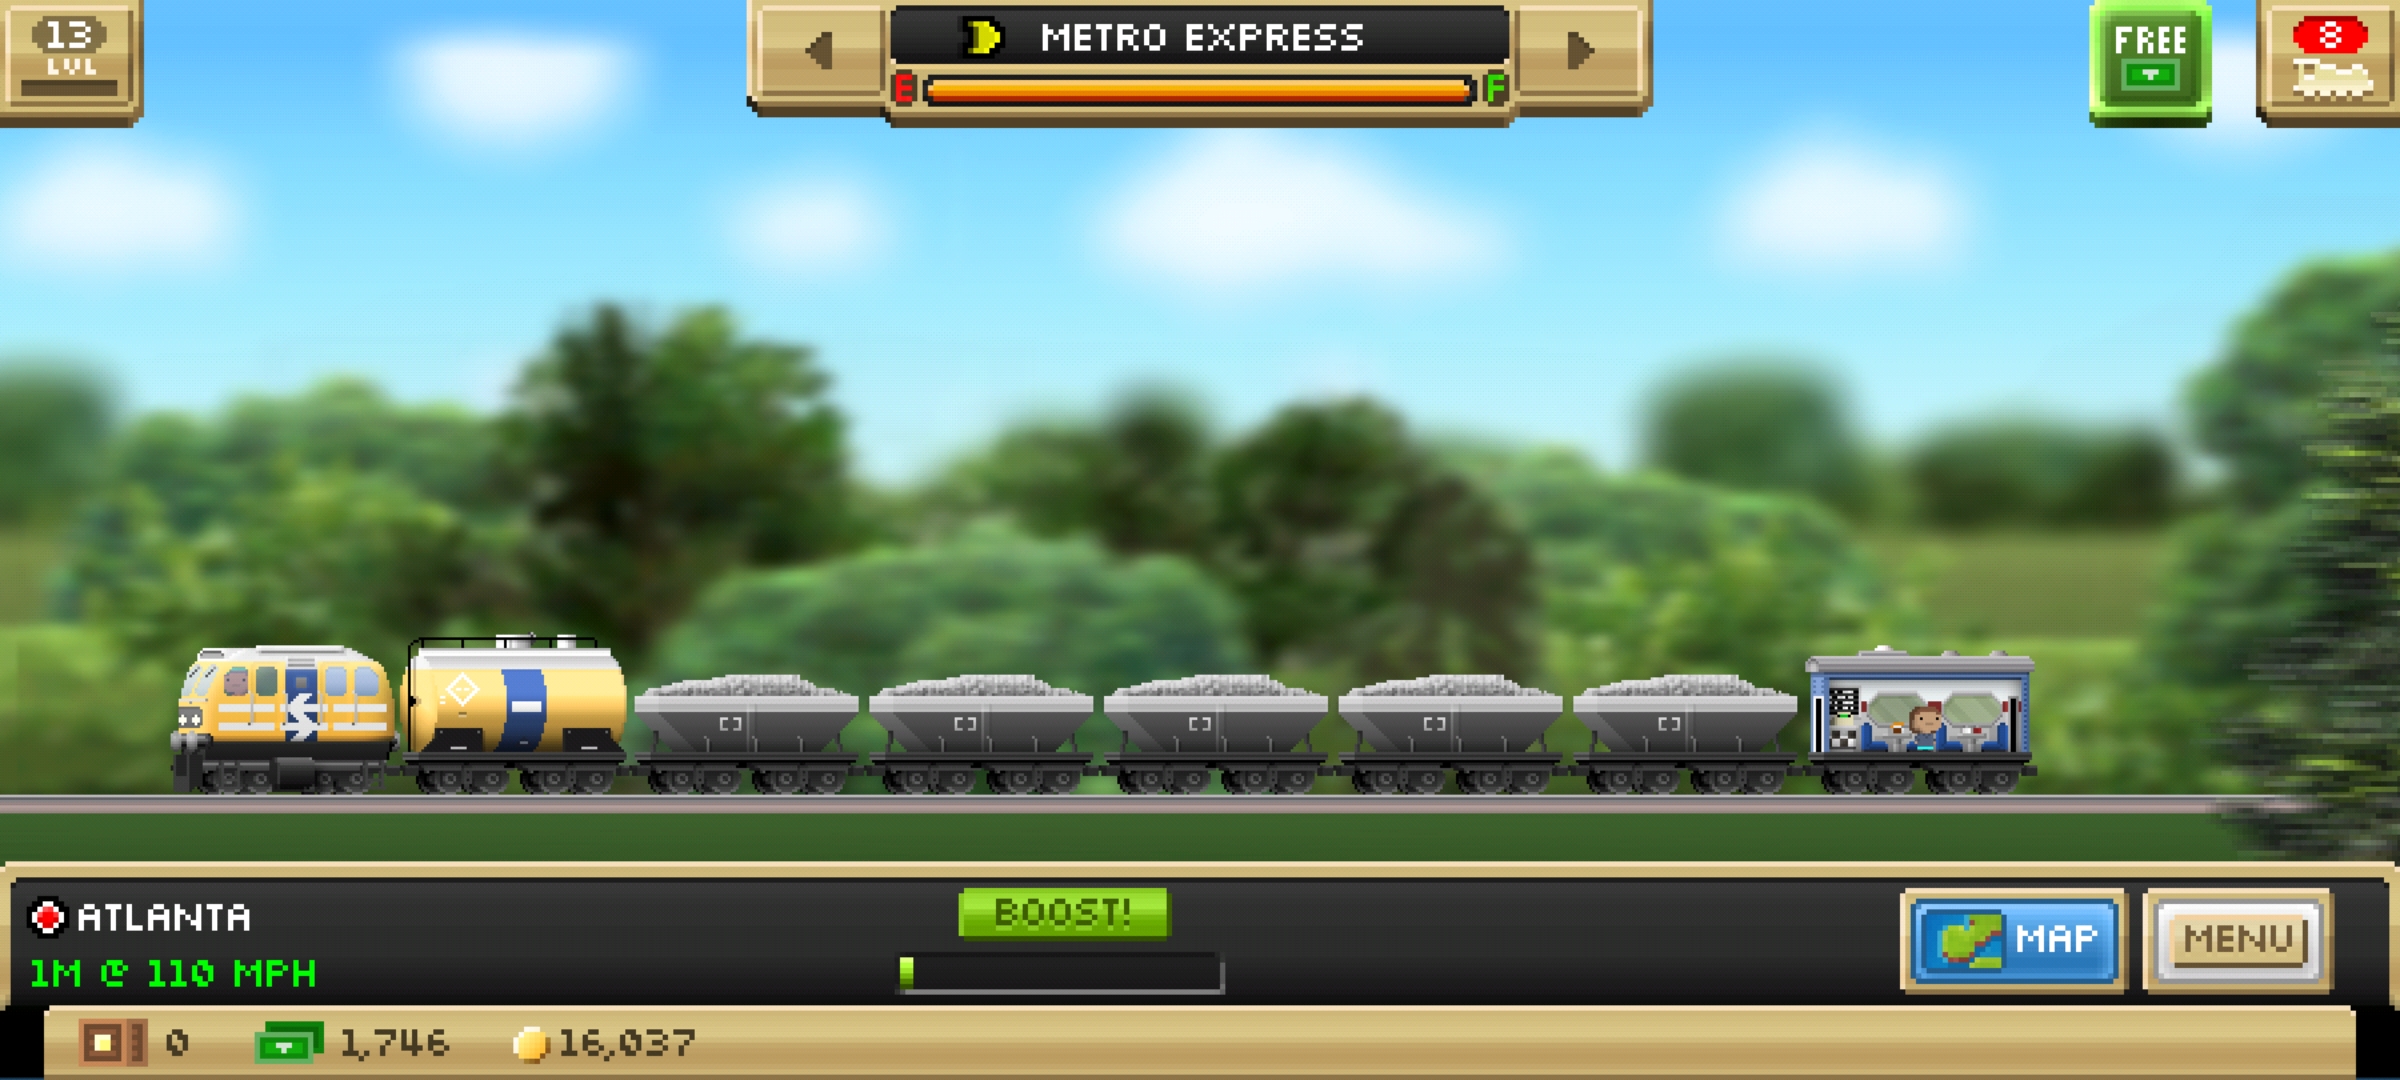 13
LVL
METRO EXPRESS
E F
FREE
8
ATLANTA
1M @ 110 MPH
BOOST!
MAP
MENU
0
1,746
16,037